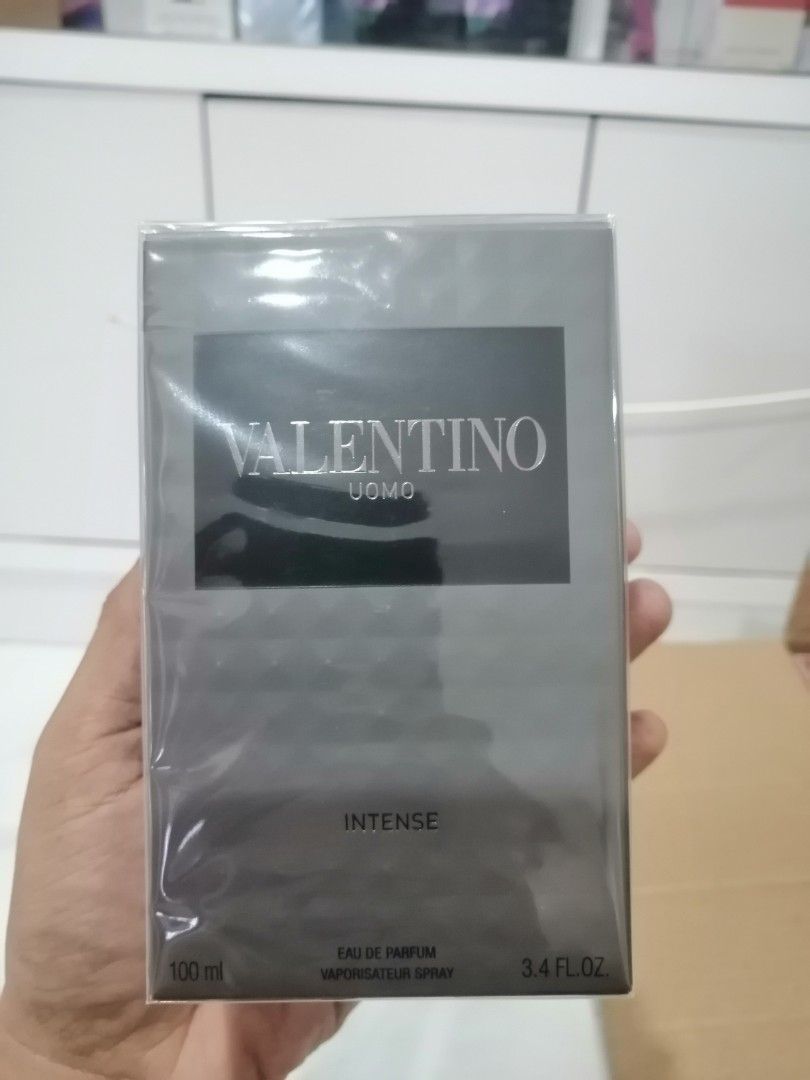 VALENTINO
UOMO
INTENSE
EAU DE PARFUM
100 ml VAPORISATEUR SPRAY 3.4 FL.OZ.